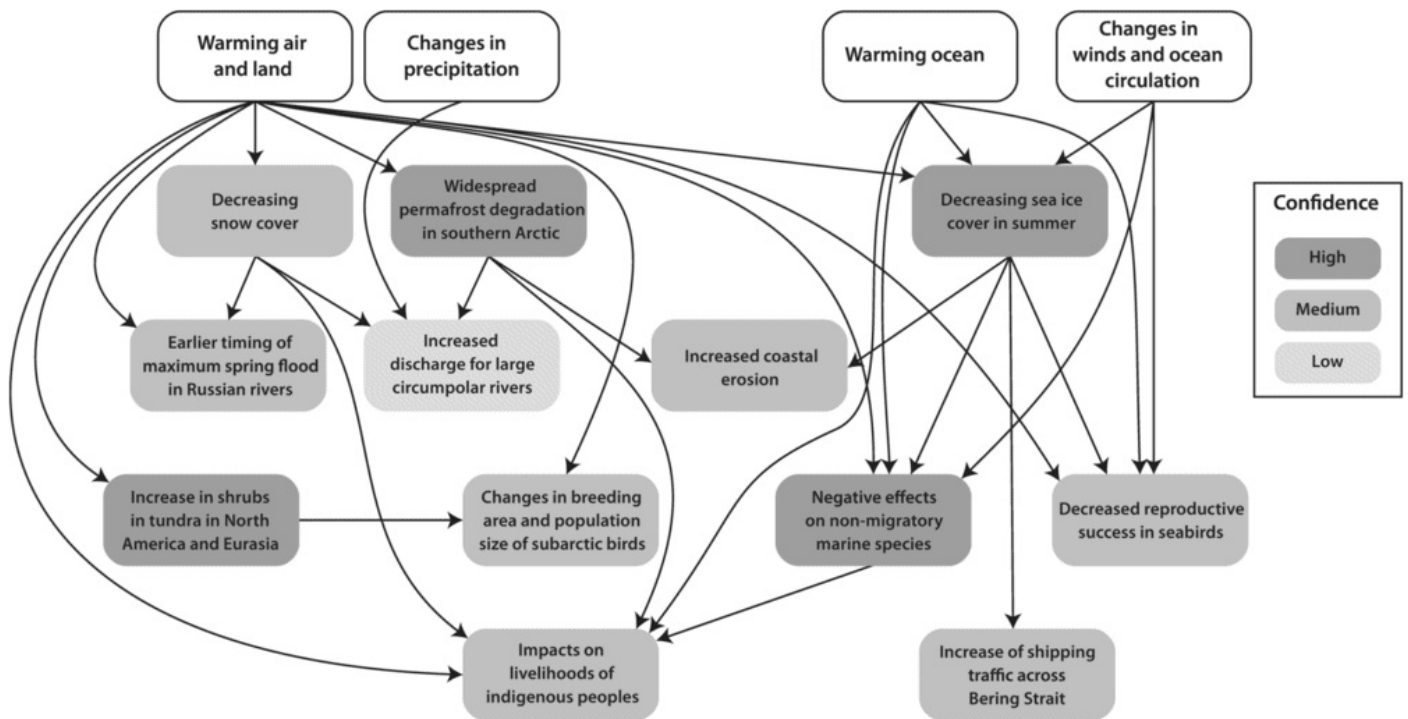 Warming air
and land
Changes in
precipitation
Warming ocean
Changes in
winds and ocean
circulation
Decreasing
snow cover
Widespread
permafrost degradation
in southern Arctic
Decreasing sea ice
cover in summer
Confidence
High
Medium
Low
Earlier timing of
maximum spring flood
in Russian rivers
Increased
discharge for large
circumpolar rivers
Increased coastal
erosion
Increase in shrubs
in tundra in North
America and Eurasia
Changes in breeding
area and population
size of subarctic birds
Negative effects
on non-migratory
marine species
Decreased reproductive
success in seabirds
Impacts on
livelihoods of
indigenous peoples
Increase of shipping
traffic across
Bering Strait